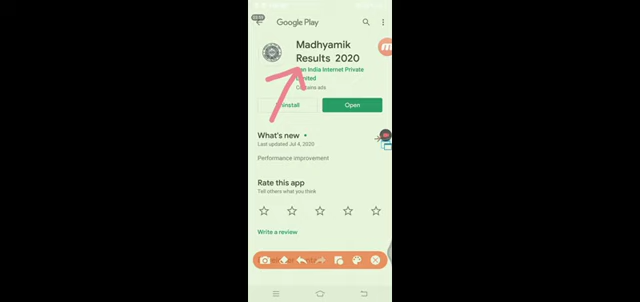 Google Play
Madhyamik
Results 2020
India Internet Private
Limited
Contains ads
Uninstall
Open
What's new
Last updated Jul 4, 2020
Performance improvement
Rate this app
Tell others what you think
Write a review